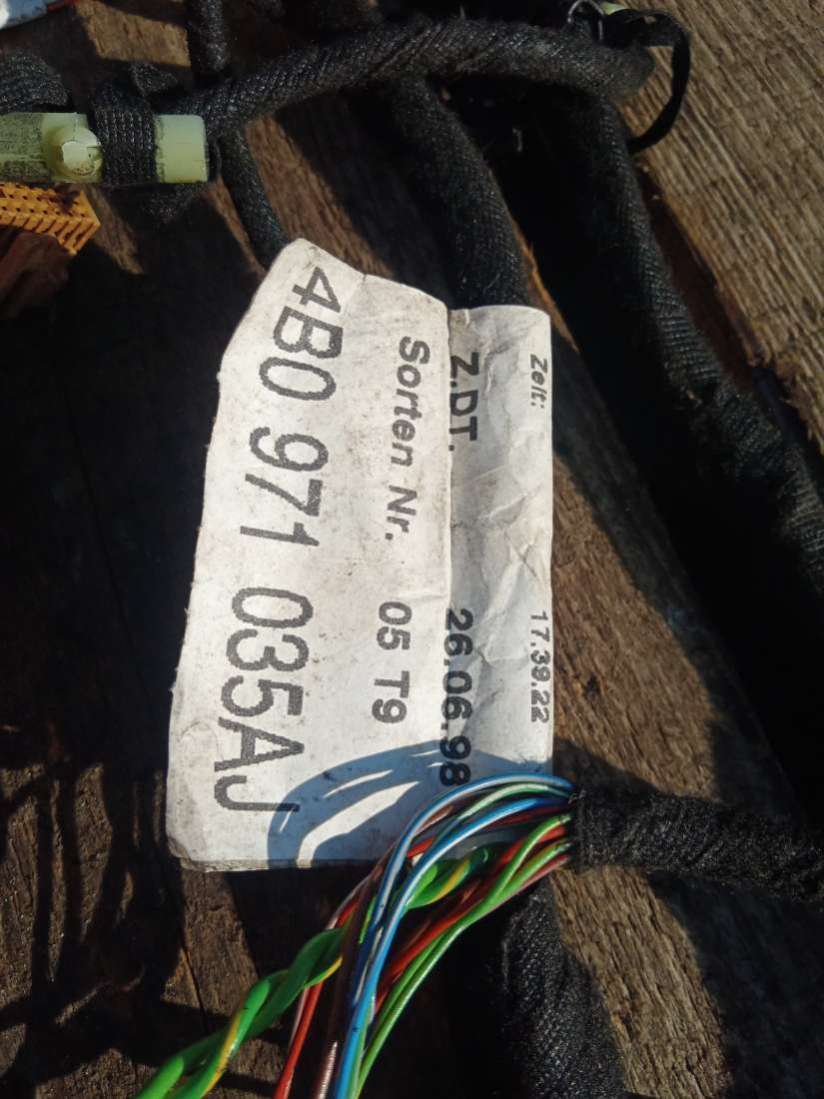 Zeit: 17.39.22
Z.DT. 26.06.98
Sorten Nr. 05 T9
4B0 971 035AJ